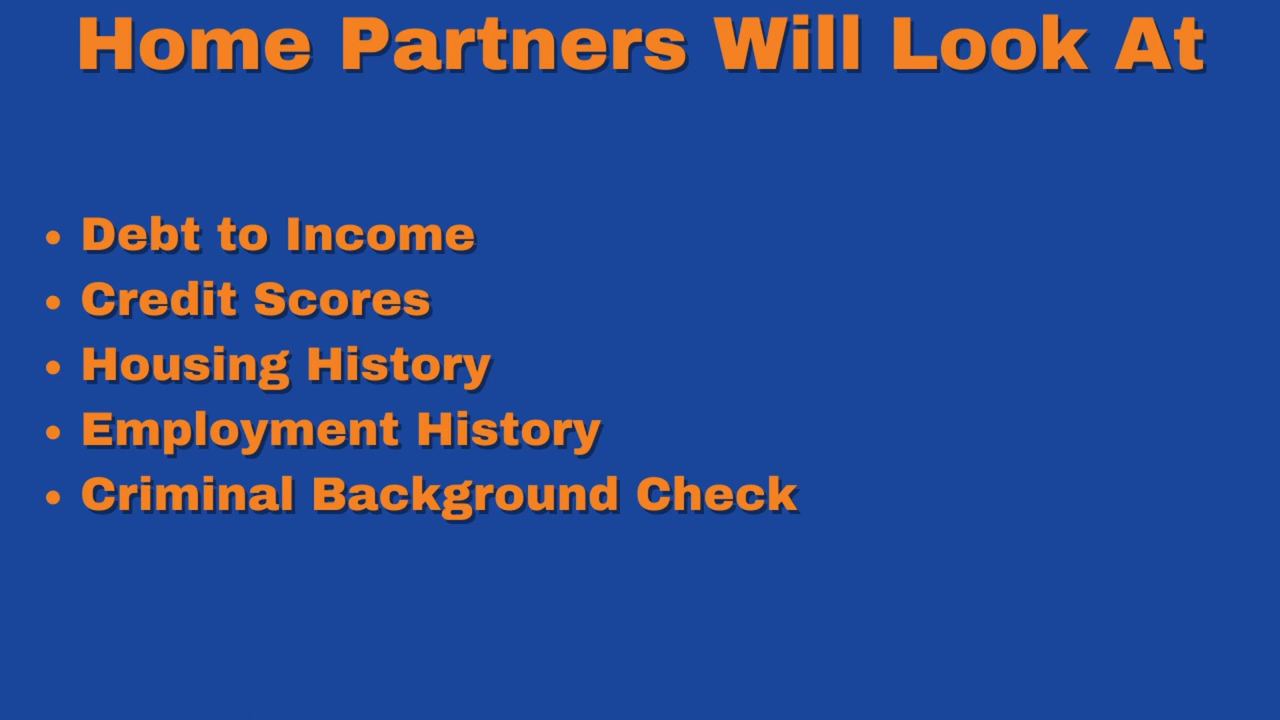 Home Partners Will Look At
• Debt to Income
• Credit Scores
• Housing History
• Employment History
• Criminal Background Check